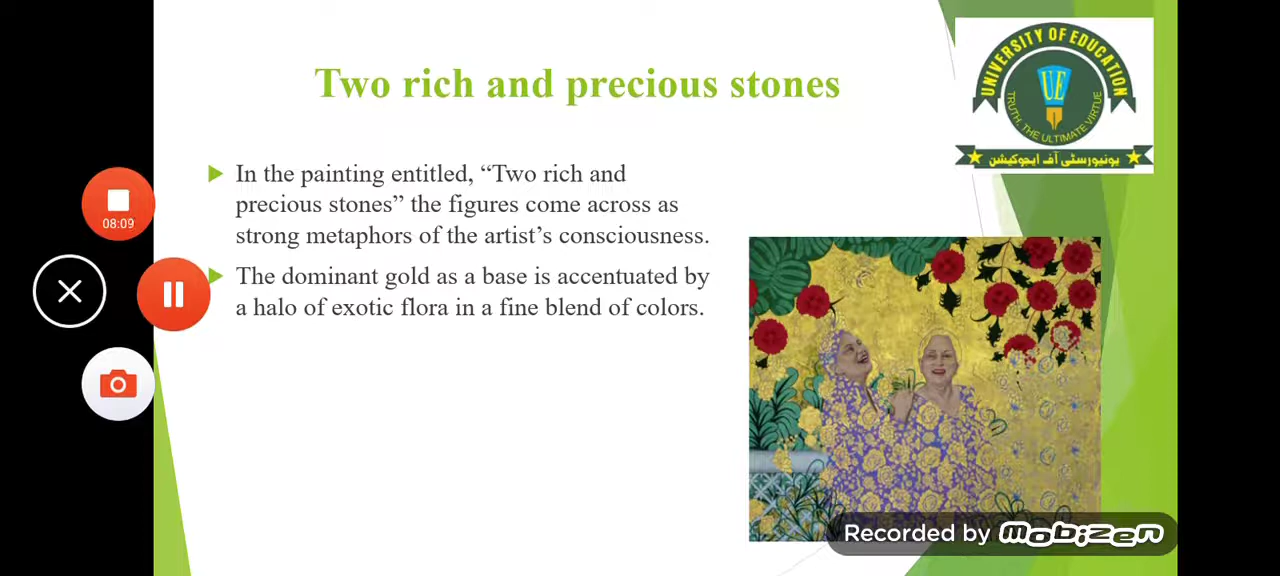 Two rich and precious stones
UNIVERSITY OF EDUCATION
UE
TRUTH, THE ULTIMATE VIRTUE
یونیورسٹی آف ایجوکیشن
In the painting entitled, “Two rich and
precious stones” the figures come across as
strong metaphors of the artist’s consciousness.
The dominant gold as a base is accentuated by
a halo of exotic flora in a fine blend of colors.
08:09
Recorded by Mobizen